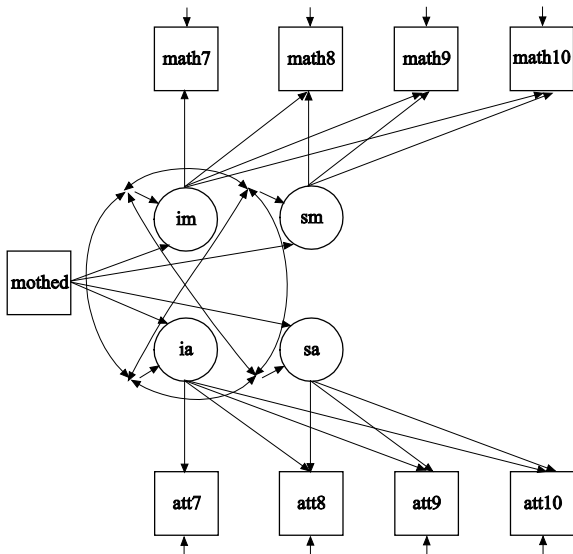 math7
math8
math9
math10
im
sm
mothed
ia
sa
att7
att8
att9
att10